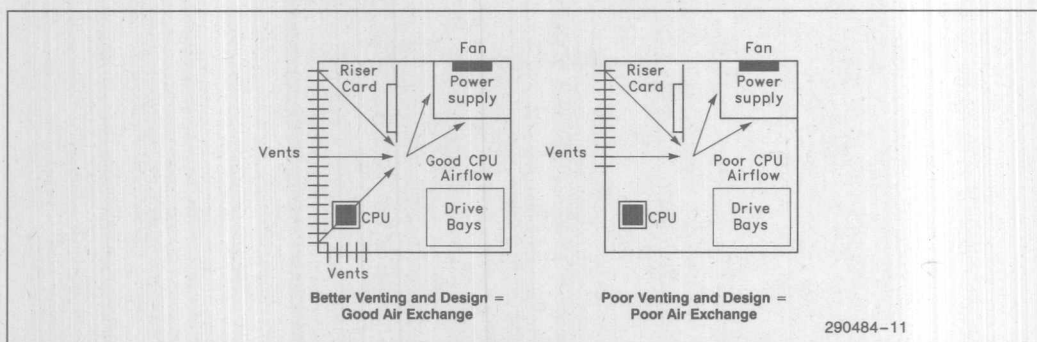 Fan
Riser
Card
Power
supply
Vents
Good CPU
Airflow
CPU
Drive
Bays
Vents
Better Venting and Design =
Good Air Exchange
Fan
Riser
Card
Power
supply
Vents
Poor CPU
Airflow
CPU
Drive
Bays
Poor Venting and Design =
Poor Air Exchange
290484-11